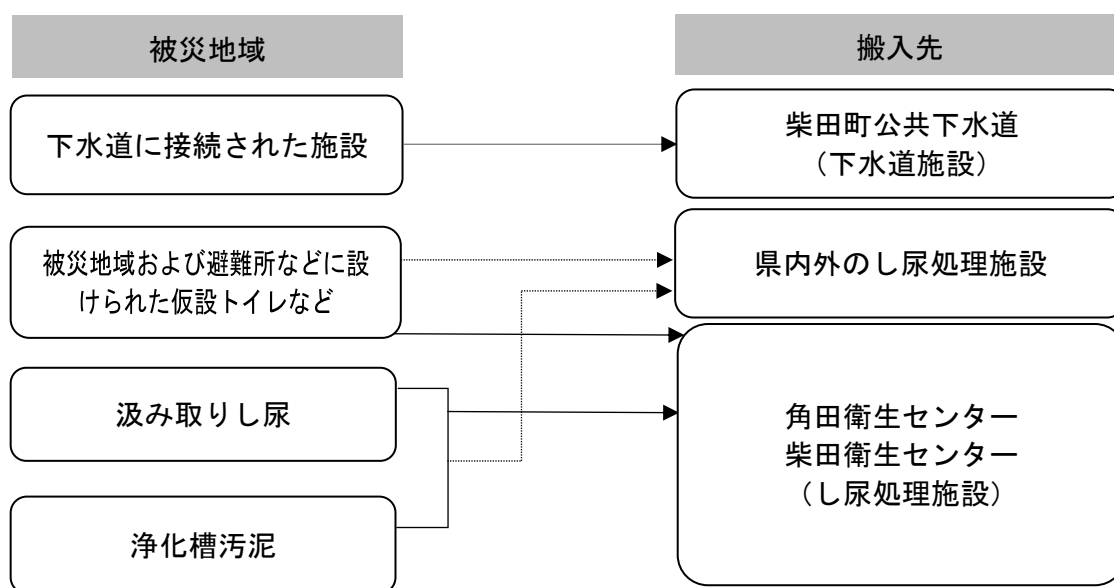 被災地域
搬入先
下水道に接続された施設
柴田町公共下水道
（下水道施設）
被災地域および避難所などに設
けられた仮設トイレなど
県内外のし尿処理施設
汲み取りし尿
角田衛生センター
柴田衛生センター
（し尿処理施設）
浄化槽汚泥